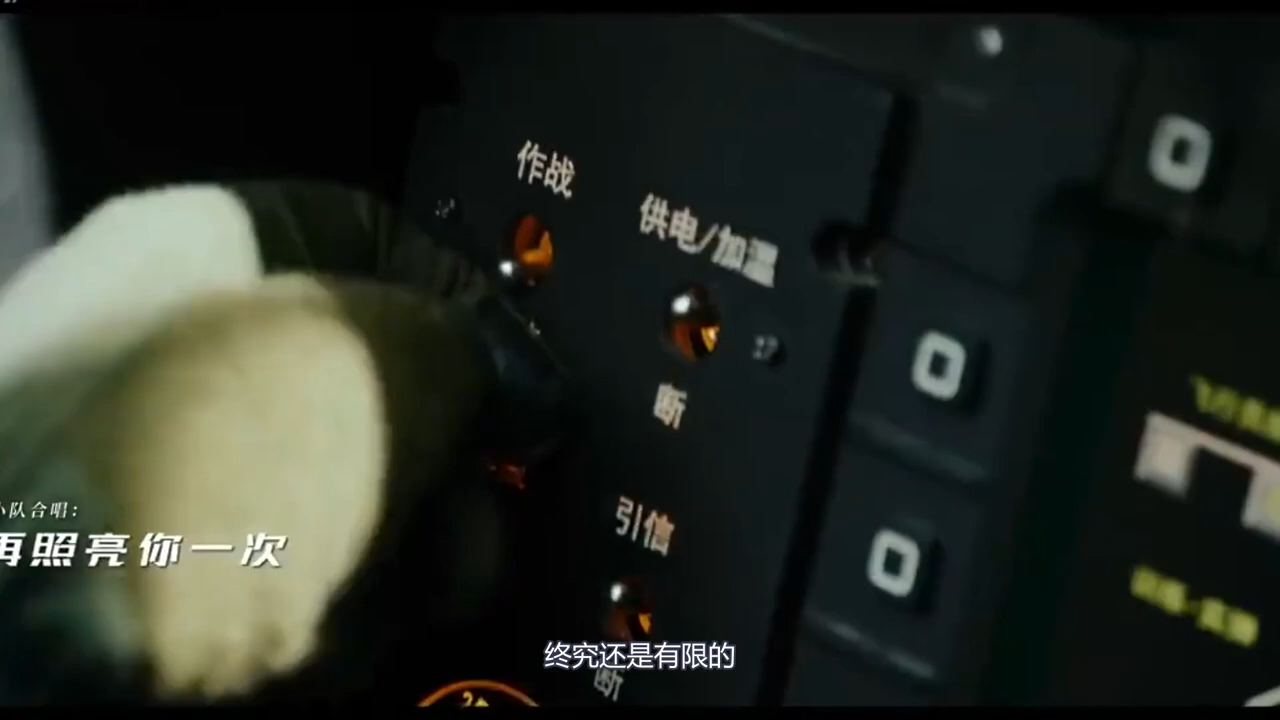 作战
供电/加温
断
引信
断
小队合唱：
再照亮你一次
终究还是有限的